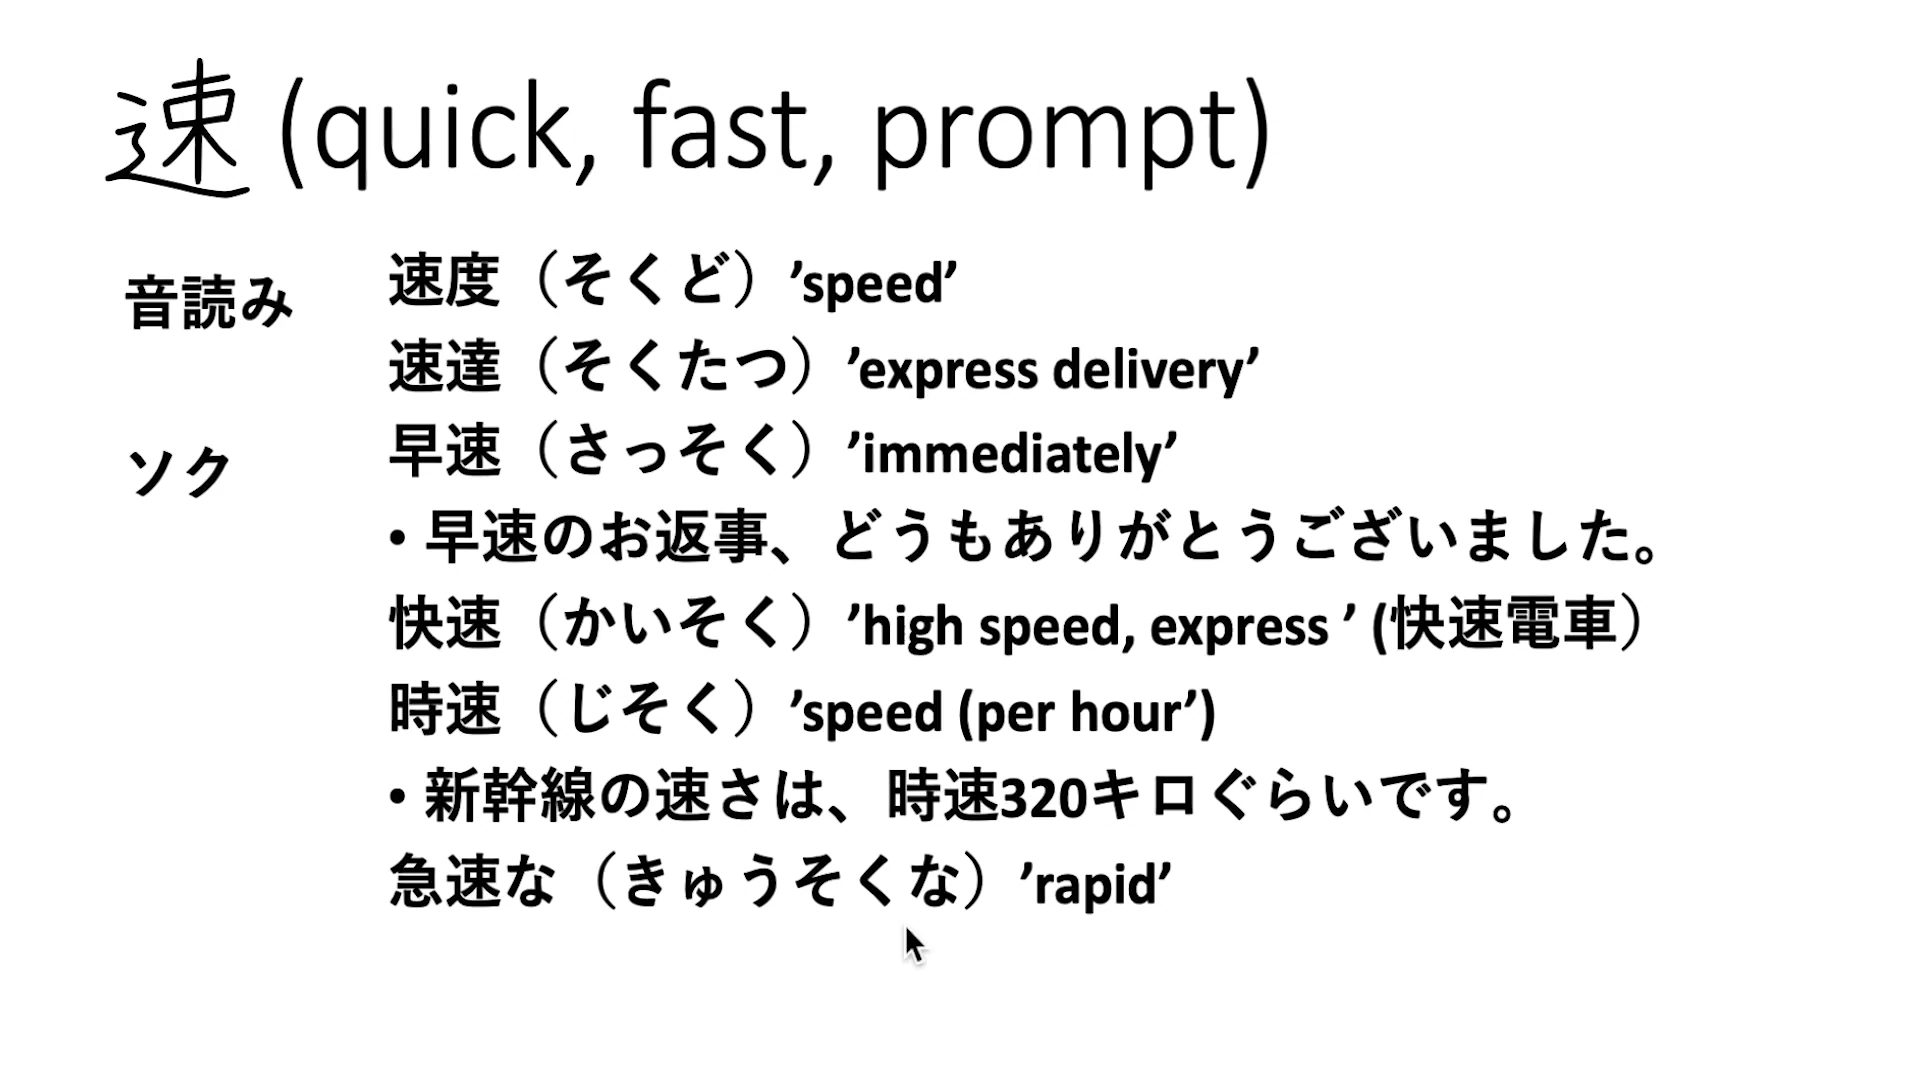 速 (quick, fast, prompt)
音読み
ソク
速度（そくど）’speed’
速達（そくたつ）’express delivery’
早速（さっそく）’immediately’
• 早速のお返事、どうもありがとうございました。
快速（かいそく）’high speed, express ’ (快速電車）
時速（じそく）’speed (per hour’)
• 新幹線の速さは、時速320キロぐらいです。
急速な（きゅうそくな）’rapid’